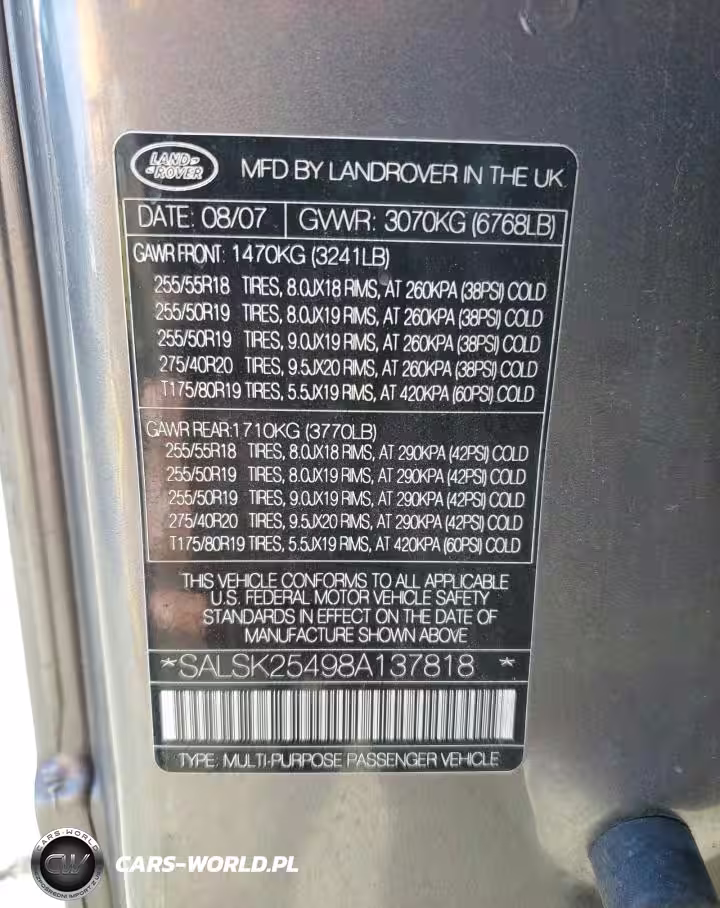 LAND-
ROVER
MFD BY LANDROVER IN THE UK
DATE: 08/07 GVWR: 3070KG (6768LB)
GAWR FRONT: 1470KG (3241LB)
255/55R18 TIRES, 8.0JX18 RIMS, AT 260KPA (38PSI) COLD
255/50R19 TIRES, 8.0JX19 RIMS, AT 260KPA (38PSI) COLD
255/50R19 TIRES, 9.0JX19 RIMS, AT 260KPA (38PSI) COLD
275/40R20 TIRES, 9.5JX20 RIMS, AT 260KPA (38PSI) COLD
T175/80R19 TIRES, 5.5JX19 RIMS, AT 420KPA (60PSI) COLD
GAWR REAR:1710KG (3770LB)
255/55R18 TIRES, 8.0JX18 RIMS, AT 290KPA (42PSI) COLD
255/50R19 TIRES, 8.0JX19 RIMS, AT 290KPA (42PSI) COLD
255/50R19 TIRES, 9.0JX19 RIMS, AT 290KPA (42PSI) COLD
275/40R20 TIRES, 9.5JX20 RIMS, AT 290KPA (42PSI) COLD
T175/80R19 TIRES, 5.5JX19 RIMS, AT 420KPA (60PSI) COLD
THIS VEHICLE CONFORMS TO ALL APPLICABLE
U.S. FEDERAL MOTOR VEHICLE SAFETY
STANDARDS IN EFFECT ON THE DATE OF
MANUFACTURE SHOWN ABOVE
*SALSK25498A137818 *
TYPE: MULTI-PURPOSE PASSENGER VEHICLE
CARS-WORLD
CW
BEZPOŚREDNI IMPORT Z USA
CARS-WORLD.PL